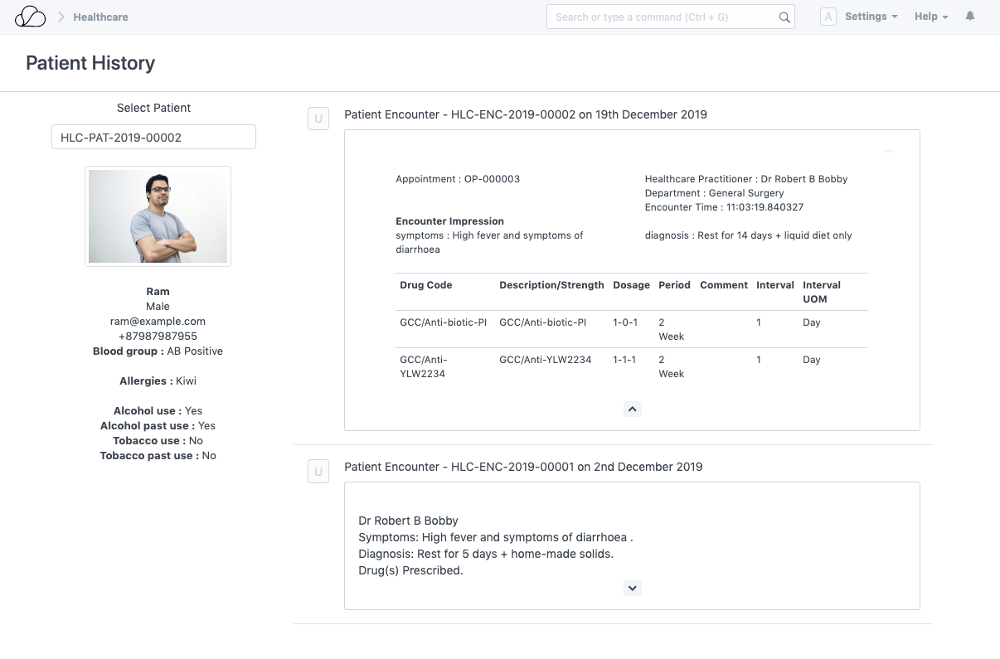 Healthcare
Search or type a command (Ctrl + G)
A
Settings
Help
Patient History
Select Patient
HLC-PAT-2019-00002
Ram
Male
ram@example.com
+87987987955
Blood group : AB Positive
Allergies : Kiwi
Alcohol use : Yes
Alcohol past use : Yes
Tobacco use : No
Tobacco past use : No
U
Patient Encounter - HLC-ENC-2019-00002 on 19th December 2019
Appointment : OP-000003
Healthcare Practitioner : Dr Robert B Bobby
Department : General Surgery
Encounter Time : 11:03:19.840327
Encounter Impression
symptoms : High fever and symptoms of
diarrhoea
diagnosis : Rest for 14 days + liquid diet only
Drug Code Description/Strength Dosage Period Comment Interval Interval
UOM
GCC/Anti-biotic-PI GCC/Anti-biotic-PI 1-0-1 2 1 Day
Week
GCC/Anti- GCC/Anti-YLW2234 1-1-1 2 1 Day
YLW2234 Week
U
Patient Encounter - HLC-ENC-2019-00001 on 2nd December 2019
Dr Robert B Bobby
Symptoms: High fever and symptoms of diarrhoea .
Diagnosis: Rest for 5 days + home-made solids.
Drug(s) Prescribed.